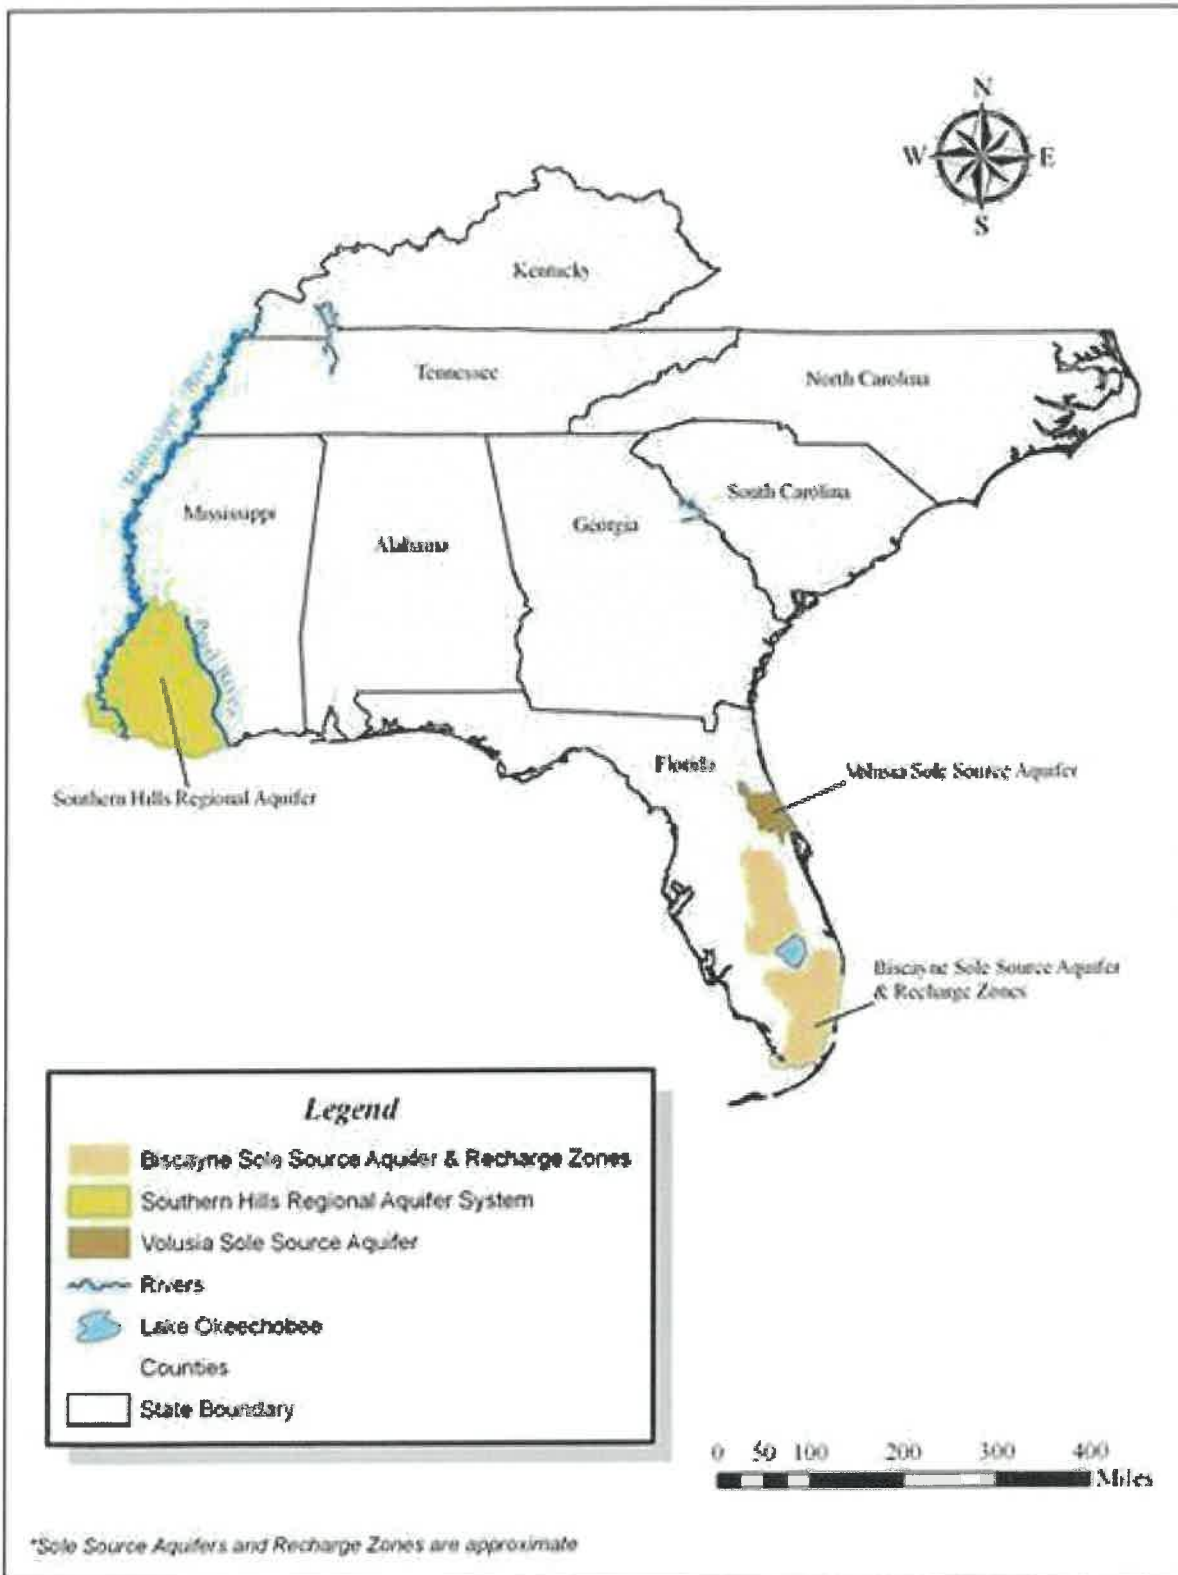 N
W
E
S
Kentucky
Tennessee
North Carolina
Mississippi River
South Carolina
Mississippi
Georgia
Alabama
Pearl River
Florida
Volusia Sole Source Aquifer
Southern Hills Regional Aquifer
Biscayne Sole Source Aquifer
& Recharge Zones
Legend
Biscayne Sole Source Aquifer & Recharge Zones
Southern Hills Regional Aquifer System
Volusia Sole Source Aquifer
Rivers
Lake Okeechobee
Counties
State Boundary
0 50 100 200 300 400
Miles
*Sole Source Aquifers and Recharge Zones are approximate